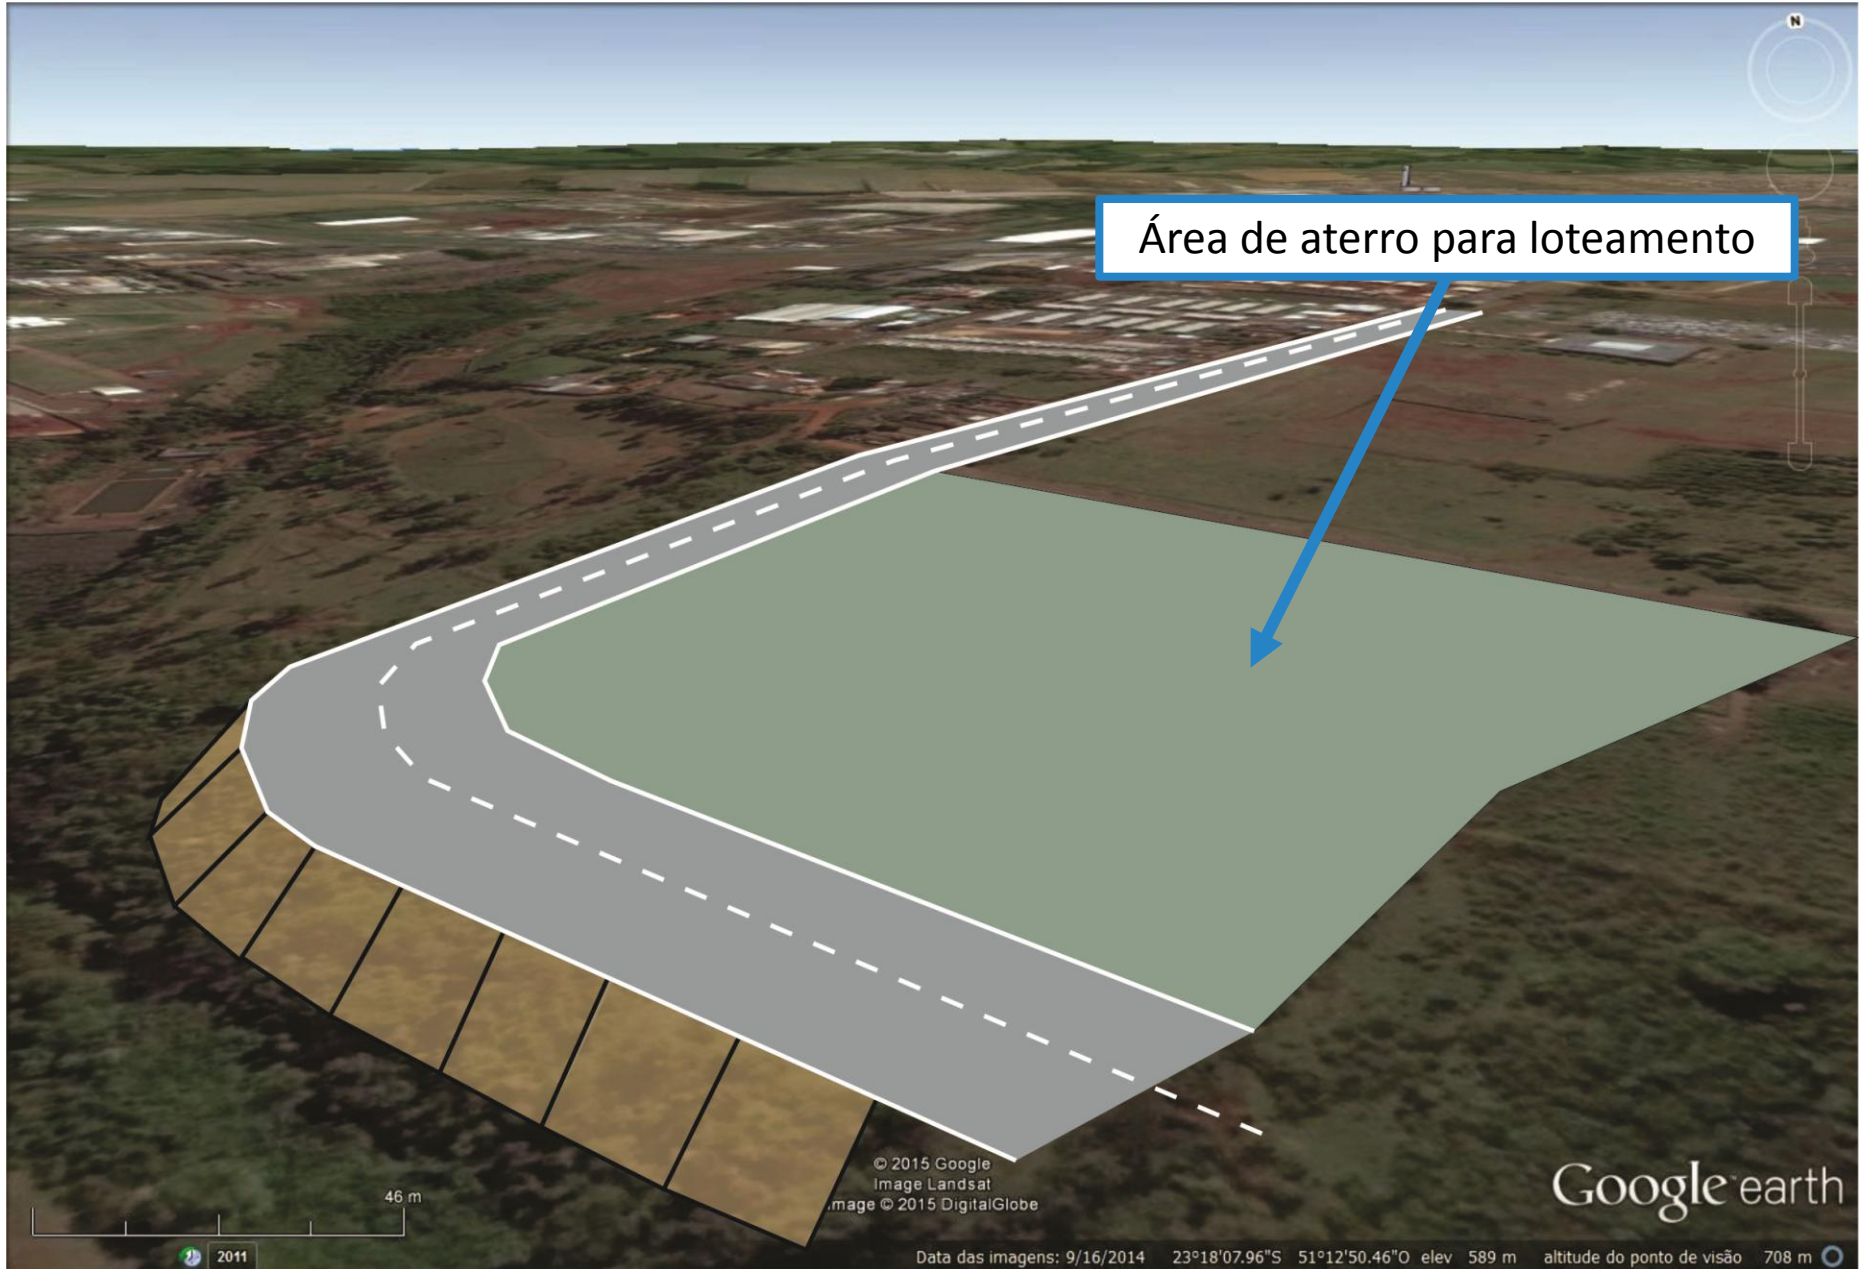 N
Área de aterro para loteamento
46 m
© 2015 Google
Image Landsat
mage © 2015 DigitalGlobe
Google earth
2011
Data das imagens: 9/16/2014 23°18'07.96"S 51°12'50.46"O elev 589 m altitude do ponto de visão 708 m